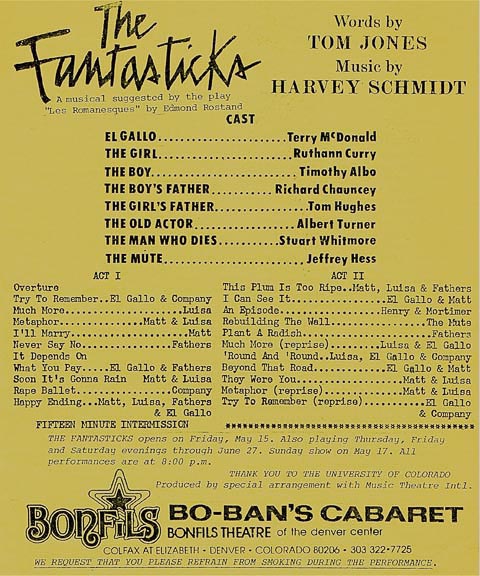 The
Fantasticks
A musical suggested by the play
"Les Romanesques" by Edmond Rostand
Words by
TOM JONES
Music by
HARVEY SCHMIDT
CAST
EL GALLO....................Terry McDonald
THE GIRL.....................Ruthann Curry
THE BOY.......................Timothy Albo
THE BOY'S FATHER...........Richard Chauncey
THE GIRL'S FATHER..............Tom Hughes
THE OLD ACTOR................Albert Turner
THE MAN WHO DIES........Stuart Whitmore
THE MUTE.......................Jeffrey Hess
ACT I
Overture
Try To Remember..El Gallo & Company
Much More.....................Luisa
Metaphor...............Matt & Luisa
I'll Marry.....................Matt
Never Say No................Fathers
It Depends On
What You Pay.....El Gallo & Fathers
Soon It's Gonna Rain Matt & Luisa
Rape Ballet.................Company
Happy Ending...Matt, Luisa, Fathers
& El Gallo
FIFTEEN MINUTE INTERMISSION
ACT II
This Plum Is Too Ripe..Matt, Luisa & Fathers
I Can See It.................El Gallo & Matt
An Episode..................Henry & Mortimer
Rebuilding The Wall.................The Mute
Plant A Radish.......................Fathers
Much More (reprise).........Luisa & El Gallo
'Round And 'Round..Luisa, El Gallo & Company
Beyond That Road.............El Gallo & Matt
They Were You...................Matt & Luisa
Metaphor (reprise)..............Matt & Luisa
Try To Remember (reprise)...........El Gallo
& Company
******************************************
THE FANTASTICKS opens on Friday, May 15. Also playing Thursday, Friday
and Saturday evenings through June 27. Sunday show on May 17. All
performances are at 8:00 p.m.
THANK YOU TO THE UNIVERSITY OF COLORADO
Produced by special arrangement with Music Theatre Intl.
BONFILS
BO-BAN'S CABARET
BONFILS THEATRE of the denver center
COLFAX AT ELIZABETH • DENVER • COLORADO 80206 • 303 322-7725
WE REQUEST THAT YOU PLEASE REFRAIN FROM SMOKING DURING THE PERFORMANCE.